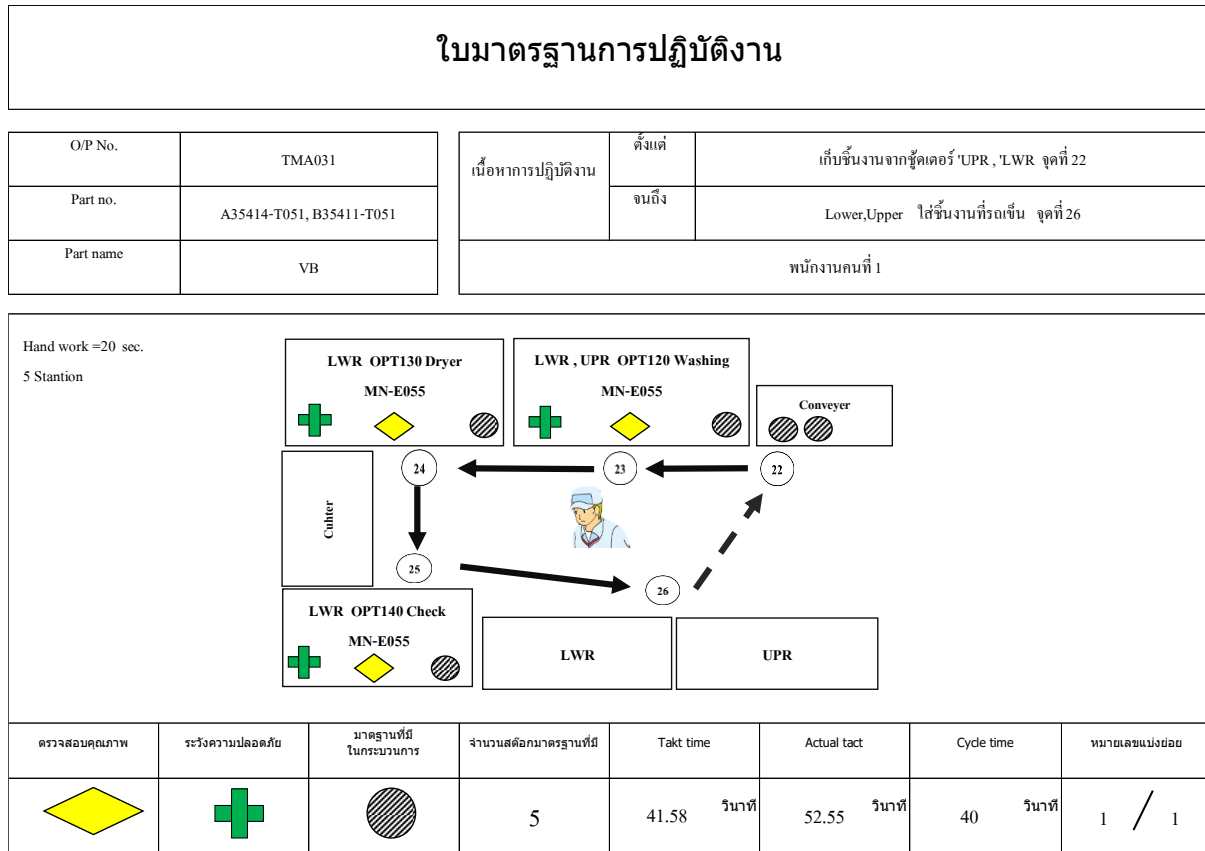 ใบมาตรฐานการปฏิบัติงาน
O/P No.
TMA031
Part no.
A35414-T051, B35411-T051
Part name
VB
เนื้อหาการปฏิบัติงาน
ตั้งแต่
เก็บชิ้นงานจากชู้ดเตอร์ 'UPR , 'LWR จุดที่ 22
จนถึง
Lower,Upper ใส่ชิ้นงานที่รถเข็น จุดที่26
พนักงานคนที่ 1
Hand work =20 sec.
5 Stantion
LWR OPT130 Dryer
MN-E055
LWR , UPR OPT120 Washing
MN-E055
Conveyer
24
23
22
Cuhter
25
26
LWR OPT140 Check
MN-E055
LWR
UPR
ตรวจสอบคุณภาพ
ระวังความปลอดภัย
มาตฐานที่มี
ในกระบวนการ
จำนวนสต๊อกมาตรฐานที่มี
Takt time
Actual tact
Cycle time
หมายเลขแบ่งย่อย
5
41.58 วินาที
52.55 วินาที
40 วินาที
1 / 1